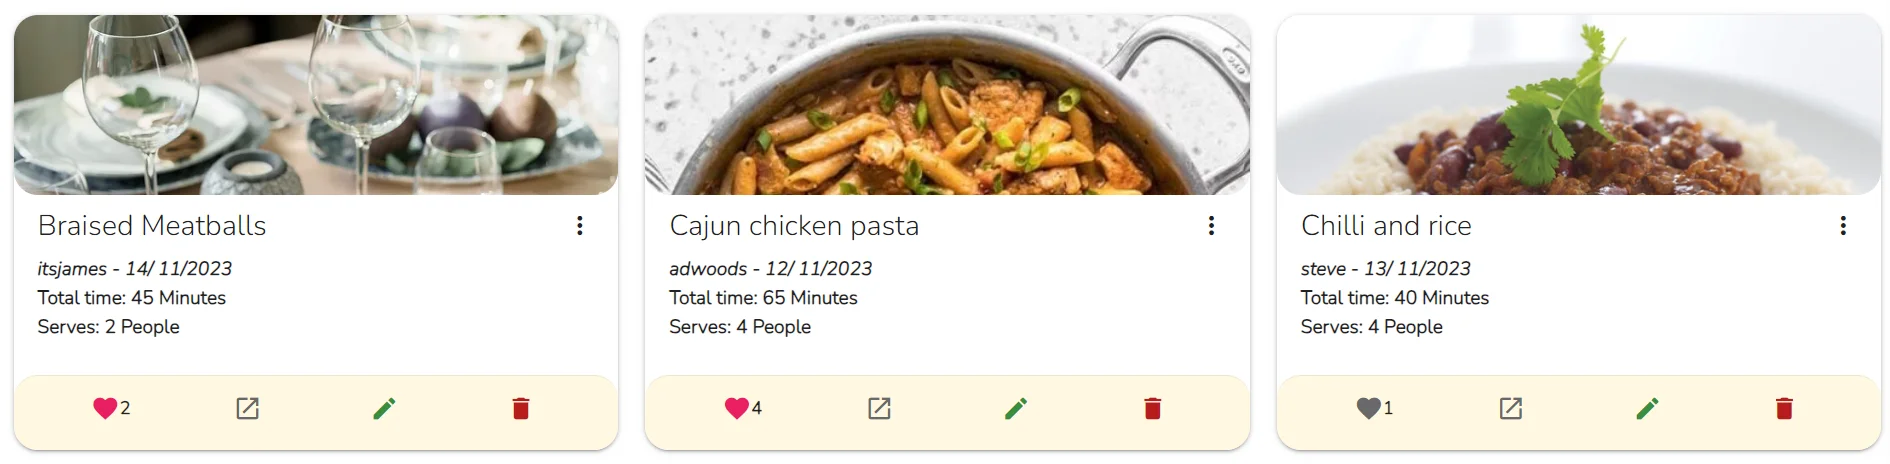 Braised Meatballs
itsjames - 14/ 11/2023
Total time: 45 Minutes
Serves: 2 People
2
Cajun chicken pasta
adwoods - 12/ 11/2023
Total time: 65 Minutes
Serves: 4 People
4
Chilli and rice
steve - 13/ 11/2023
Total time: 40 Minutes
Serves: 4 People
1